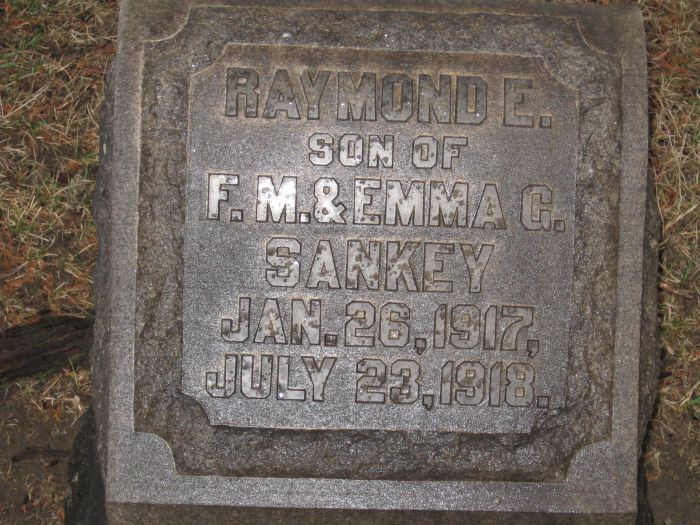 RAYMOND E.
SON OF
F. M. & EMMA G.
SANKEY
JAN. 26, 1917,
JULY 23, 1918.